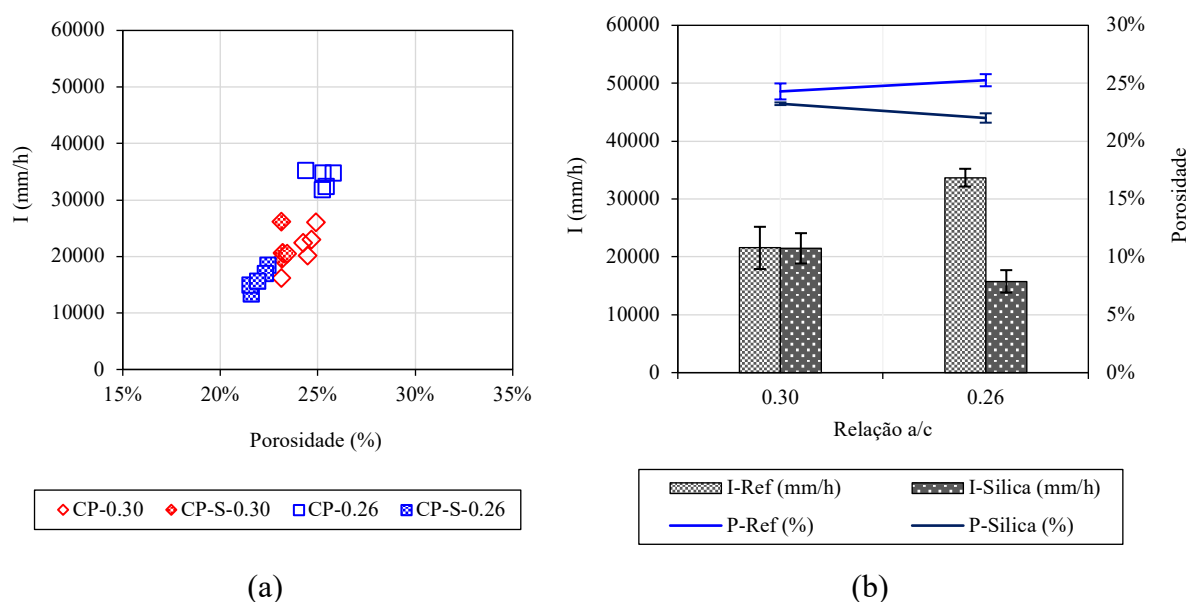 60000
50000
40000
30000
20000
10000
0
I (mm/h)
15% 20% 25% 30% 35%
Porosidade (%)
CP-0.30 CP-S-0.30 CP-0.26 CP-S-0.26
(a)
60000
50000
40000
30000
20000
10000
0
I (mm/h)
30%
25%
20%
15%
10%
5%
0%
Porosidade
0.30 0.26
Relação a/c
I-Ref (mm/h) I-Silica (mm/h)
P-Ref (%) P-Silica (%)
(b)